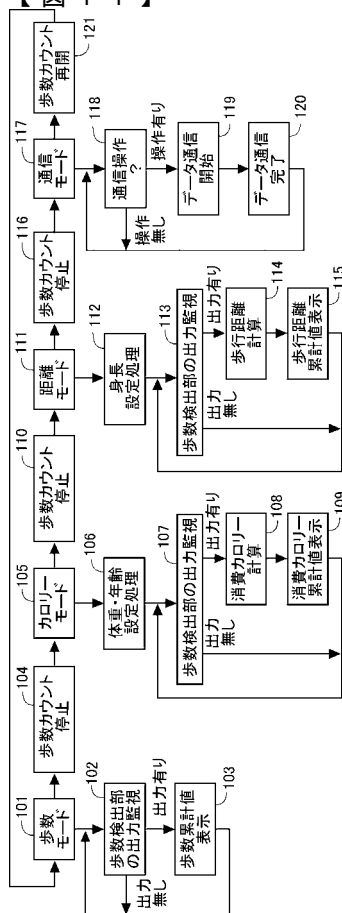 【図11】
101
歩数
モード
102
歩数検出部
の出力監視
出力有り
出力
無し
103
歩数累計値
表示
104
歩数カウント
停止
105
カロリー
モード
106
体重・年齢
設定処理
107
歩数検出部の出力監視
出力有り
出力
無し
108
消費カロリー
計算
109
消費カロリー
累計値表示
110
歩数カウント
停止
111
距離
モード
112
身長
設定処理
113
歩数検出部の出力監視
出力有り
出力
無し
114
歩行距離
計算
115
歩行距離
累計値表示
116
歩数カウント
停止
117
通信
モード
118
通信操作
?
操作有り
操作
無し
119
データ通信
開始
120
データ通信
完了
121
歩数カウント
再開